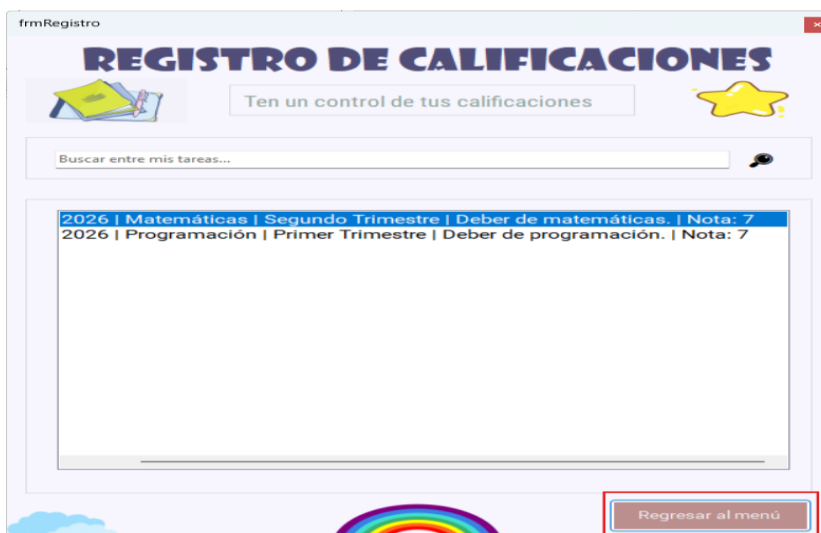 frmRegistro
REGISTRO DE CALIFICACIONES
Ten un control de tus calificaciones
Buscar entre mis tareas...
2026 | Matemáticas | Segundo Trimestre | Deber de matemáticas. | Nota: 7
2026 | Programación | Primer Trimestre | Deber de programación. | Nota: 7
Regresar al menú